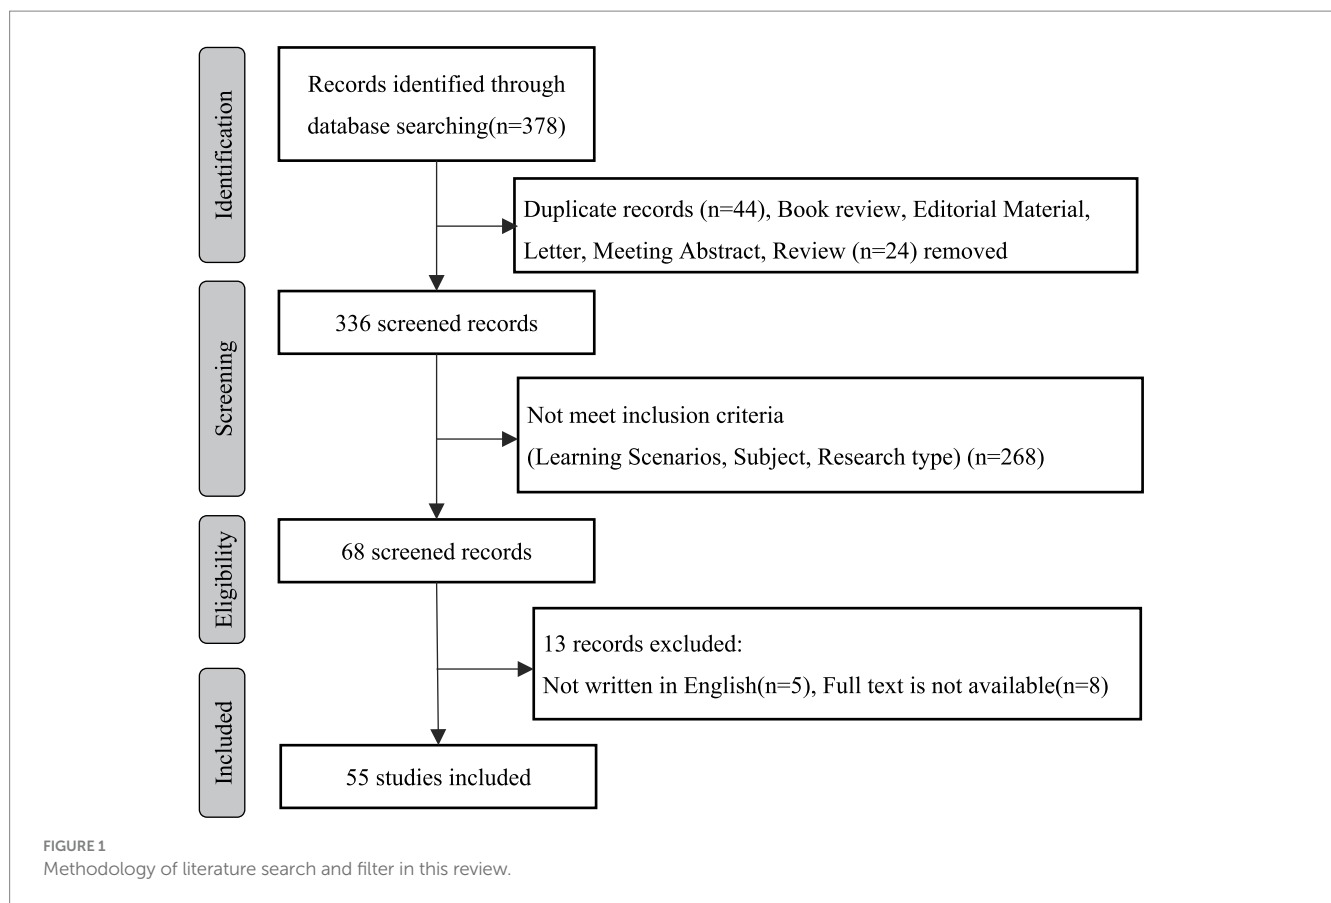 Identification
Records identified through
database searching(n=378)
Duplicate records (n=44), Book review, Editorial Material,
Letter, Meeting Abstract, Review (n=24) removed
Screening
336 screened records
Not meet inclusion criteria
(Learning Scenarios, Subject, Research type) (n=268)
Eligibility
68 screened records
13 records excluded:
Not written in English(n=5), Full text is not available(n=8)
Included
55 studies included
FIGURE 1
Methodology of literature search and filter in this review.